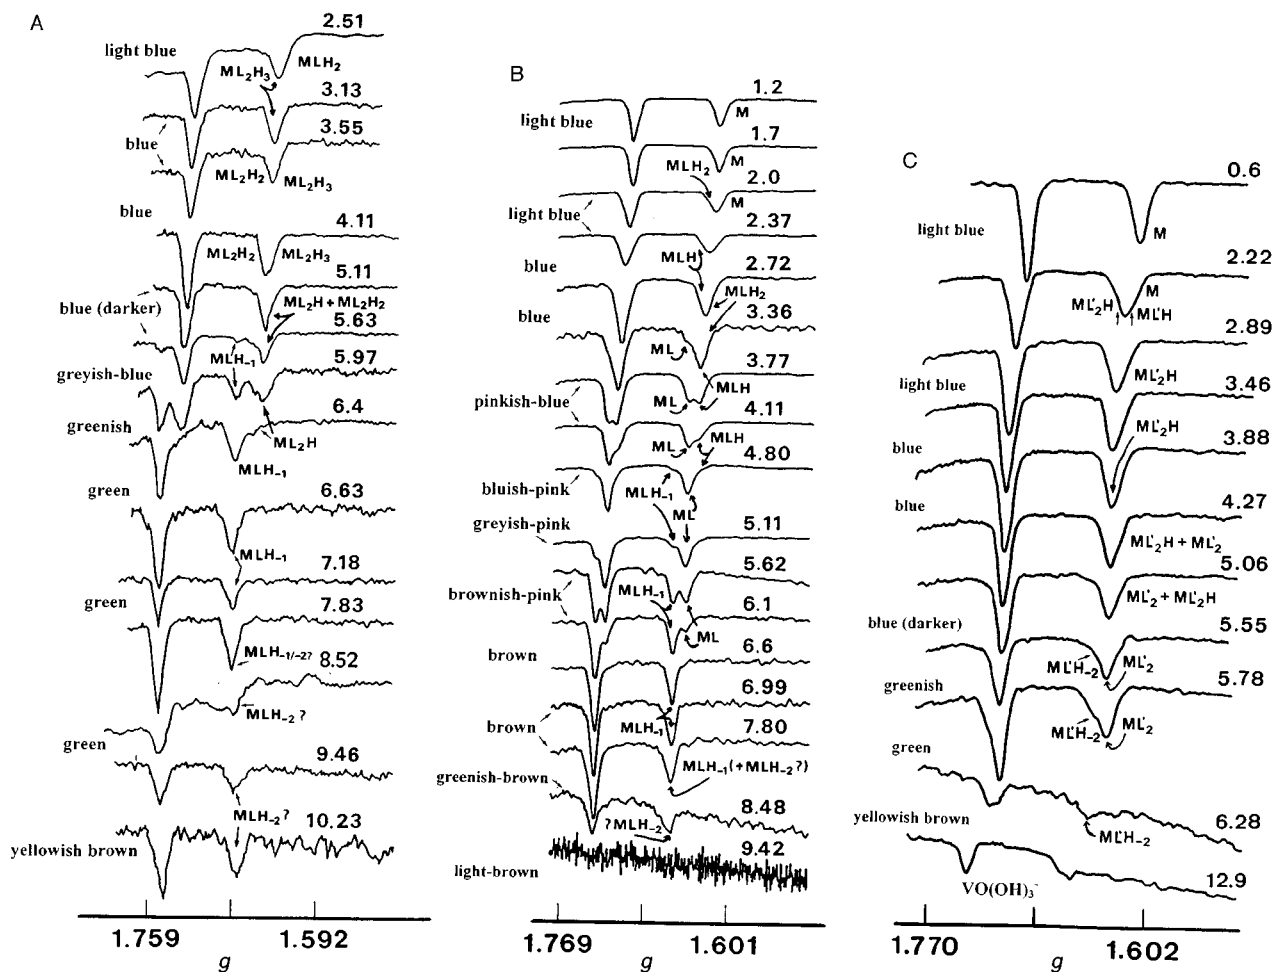 A
2.51
light blue
ML2H3
MLH2
3.13
3.55
blue
ML2H2
ML2H3
blue
4.11
ML2H2
ML2H3
5.11
blue (darker)
ML2H + ML2H2
5.63
MLH-1
5.97
greyish-blue
6.4
greenish
ML2H
MLH-1
green
6.63
MLH-1
7.18
green
7.83
MLH-1/-2?
8.52
MLH-2 ?
green
9.46
MLH-2 ?
10.23
yellowish brown
1.759
1.592
g
B
1.2
M
light blue
1.7
MLH2
M
2.0
M
light blue
2.37
MLH
blue
2.72
MLH2
blue
3.36
ML
3.77
MLH
pinkish-blue
ML
4.11
ML
MLH
4.80
bluish-pink
MLH-1
ML
greyish-pink
5.11
5.62
MLH-1
brownish-pink
6.1
ML
brown
6.6
6.99
MLH-1
brown
7.80
MLH-1(+MLH-2?)
greenish-brown
8.48
?MLH-2
9.42
light-brown
1.769
1.601
g
C
0.6
light blue
M
2.22
ML'2H
M
ML'H
2.89
light blue
ML'2H
3.46
ML'2H
blue
3.88
blue
4.27
ML'2H + ML'2
5.06
ML'2 + ML'2H
blue (darker)
5.55
ML'H-2
ML'2
greenish
5.78
ML'H-2
ML'2
green
yellowish brown
ML'H-2
6.28
VO(OH)3-
12.9
1.770
1.602
g